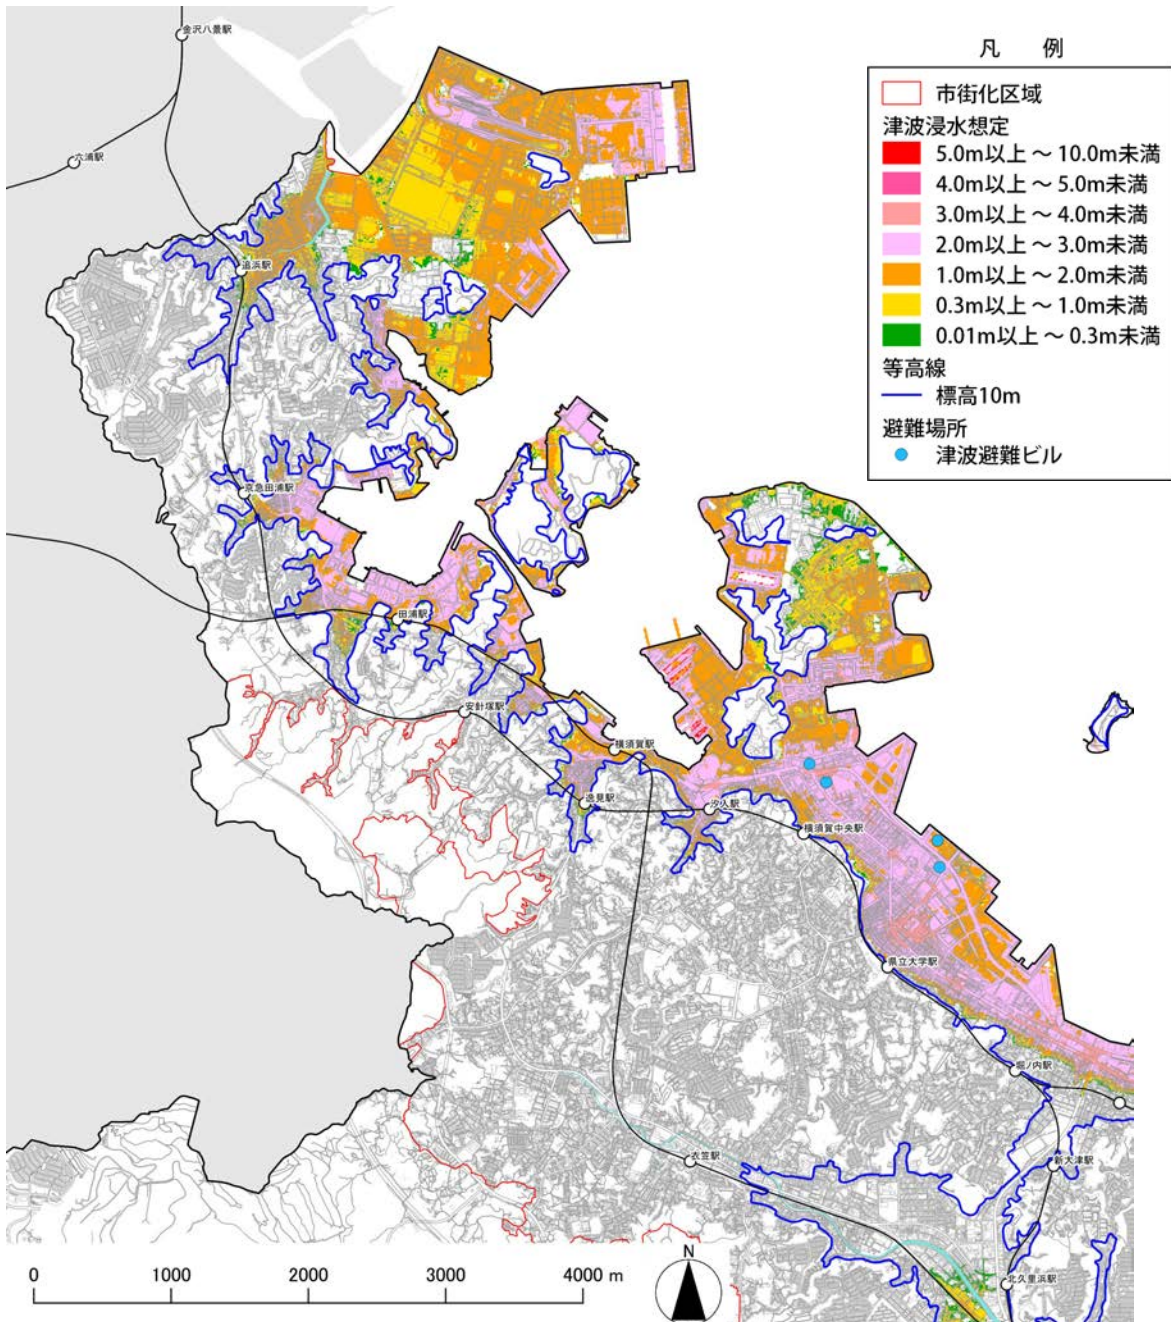 凡 例
市街化区域
津波浸水想定
5.0m以上 ～ 10.0m未満
4.0m以上 ～ 5.0m未満
3.0m以上 ～ 4.0m未満
2.0m以上 ～ 3.0m未満
1.0m以上 ～ 2.0m未満
0.3m以上 ～ 1.0m未満
0.01m以上 ～ 0.3m未満
等高線
標高10m
避難場所
津波避難ビル
金沢八景駅
六浦駅
追浜駅
京急田浦駅
田浦駅
安針塚駅
横須賀駅
逸見駅
汐入駅
横須賀中央駅
県立大学駅
堀ノ内駅
新大津駅
衣笠駅
北久里浜駅
0 1000 2000 3000 4000 m
N